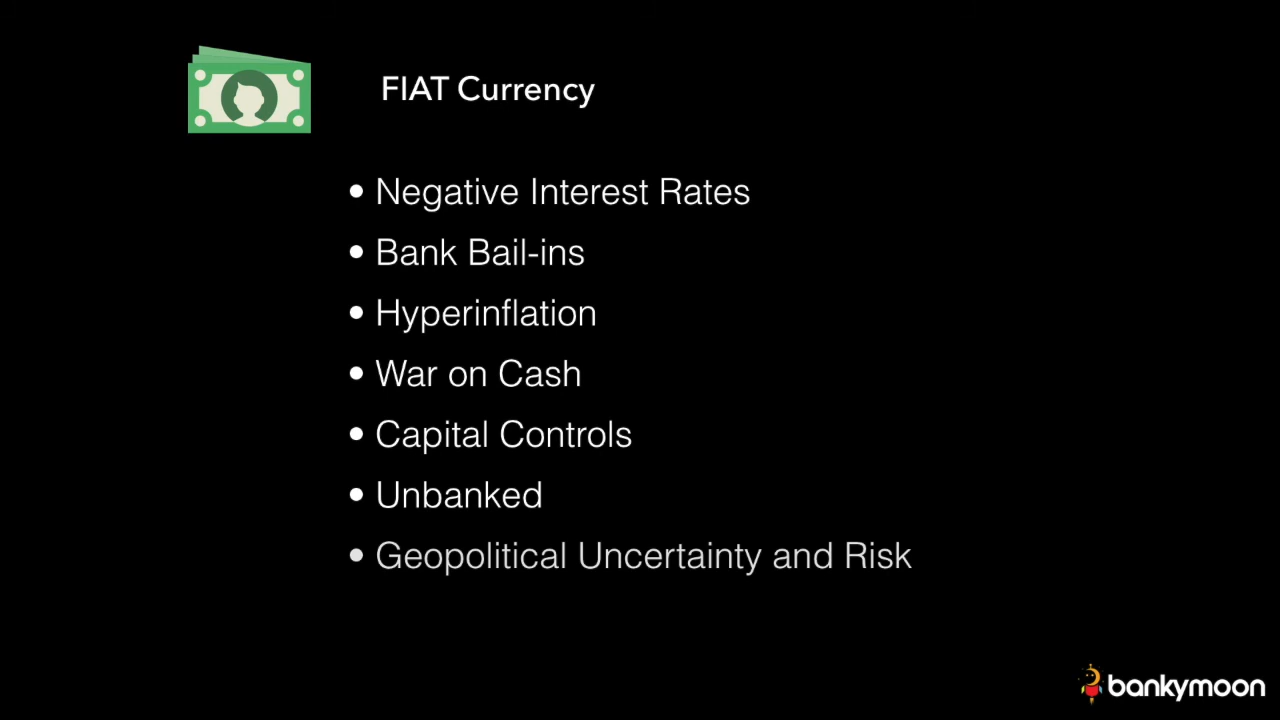 FIAT Currency
• Negative Interest Rates
• Bank Bail-ins
• Hyperinflation
• War on Cash
• Capital Controls
• Unbanked
• Geopolitical Uncertainty and Risk
bankymoon